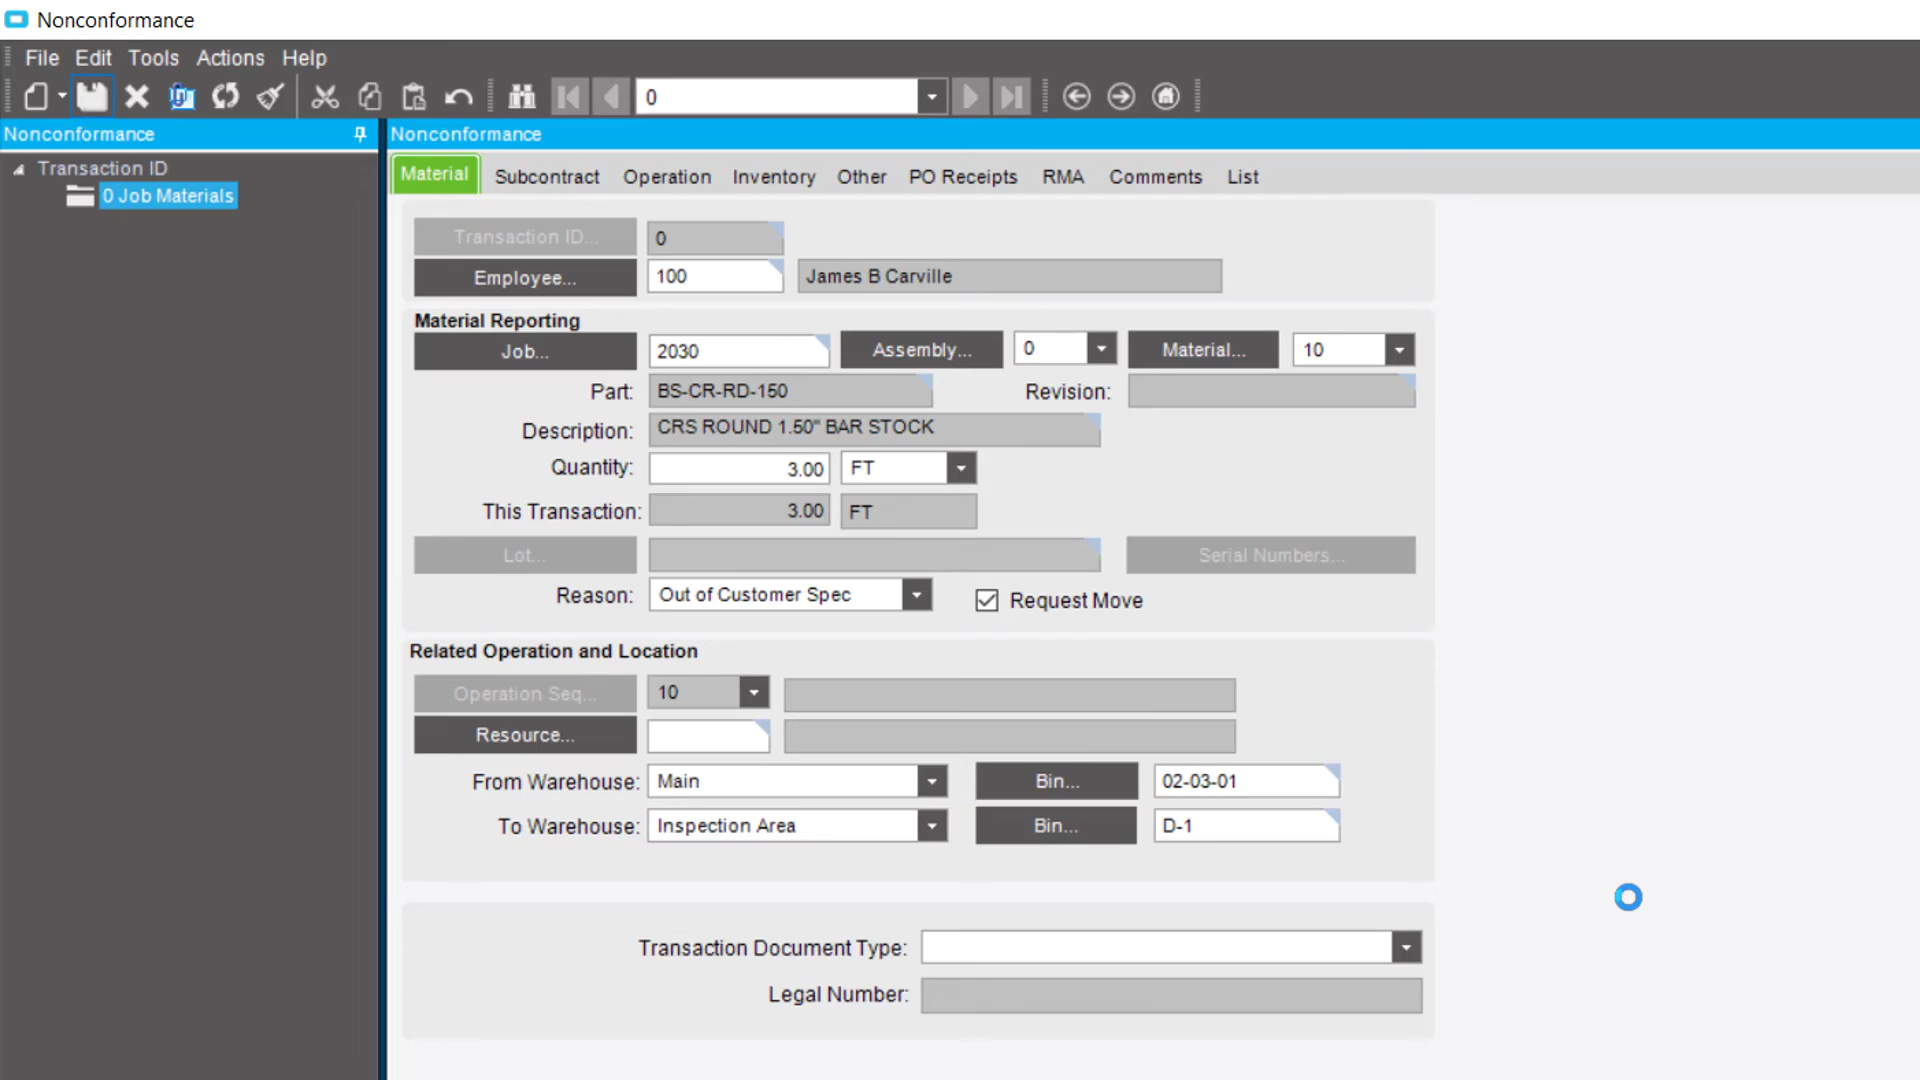 Nonconformance
File Edit Tools Actions Help
0
Nonconformance
Nonconformance
Transaction ID
0 Job Materials
Material Subcontract Operation Inventory Other PO Receipts RMA Comments List
Transaction ID... 0
Employee... 100 James B Carville
Material Reporting
Job... 2030 Assembly... 0 Material... 10
Part: BS-CR-RD-150 Revision:
Description: CRS ROUND 1.50" BAR STOCK
Quantity: 3.00 FT
This Transaction: 3.00 FT
Lot... Serial Numbers...
Reason: Out of Customer Spec Request Move
Related Operation and Location
Operation Seq... 10
Resource...
From Warehouse: Main Bin... 02-03-01
To Warehouse: Inspection Area Bin... D-1
Transaction Document Type:
Legal Number: